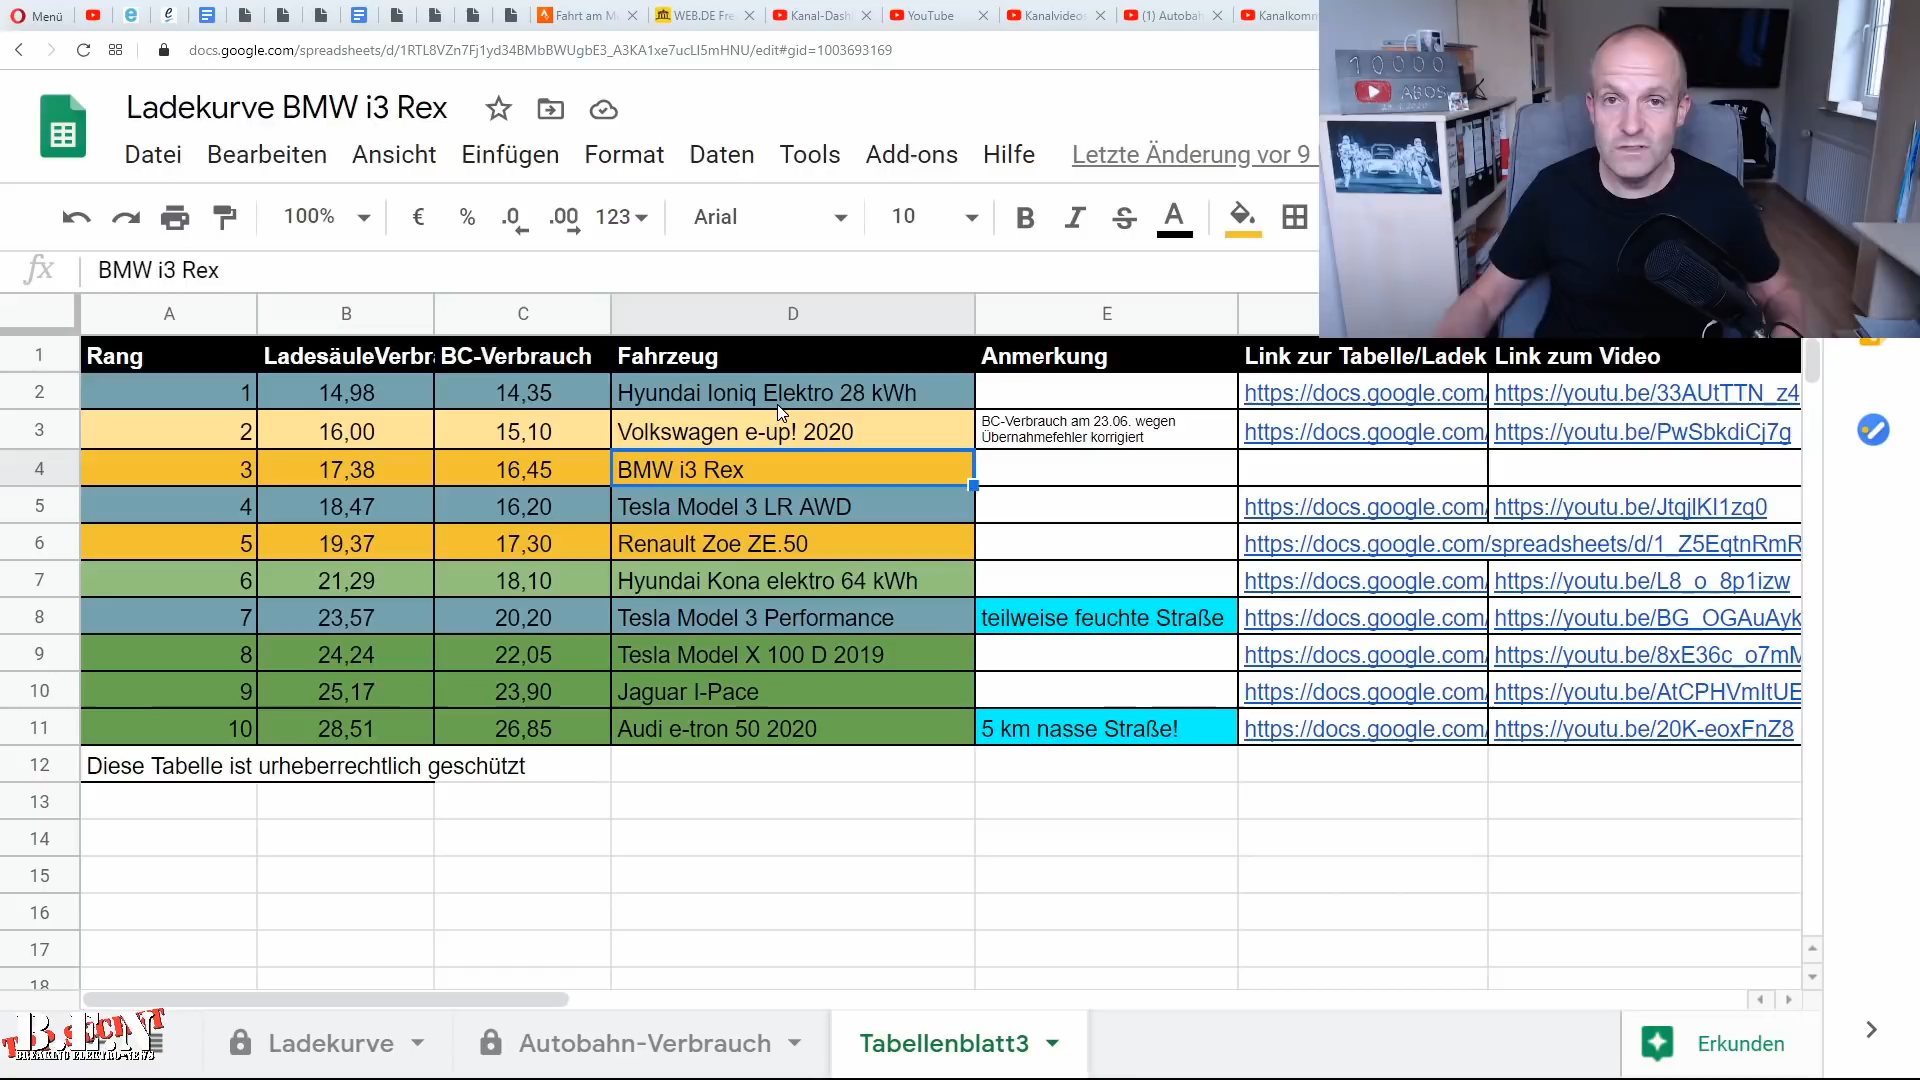 Menü
Fahrt am M
WEB.DE Fre
Kanal-Dash
YouTube
Kanalvideo
(1) Autobah
Kanalkomm
docs.google.com/spreadsheets/d/1RTL8VZn7Fj1yd34BMbBWUgbE3_A3KA1xe7ucLI5mHNU/edit#gid=1003693169
Ladekurve BMW i3 Rex
Datei Bearbeiten Ansicht Einfügen Format Daten Tools Add-ons Hilfe Letzte Änderung vor 9
100% € % .0 .00 123 Arial 10 B I S A
fx BMW i3 Rex
A B C D E
1 Rang LadesäuleVerbr BC-Verbrauch Fahrzeug Anmerkung Link zur Tabelle/Ladek Link zum Video
2 1 14,98 14,35 Hyundai Ioniq Elektro 28 kWh https://docs.google.com/ https://youtu.be/33AUtTTN_z4
3 2 16,00 15,10 Volkswagen e-up! 2020 BC-Verbrauch am 23.06. wegen Übernahmefehler korrigiert https://docs.google.com/ https://youtu.be/PwSbkdiCj7g
4 3 17,38 16,45 BMW i3 Rex
5 4 18,47 16,20 Tesla Model 3 LR AWD https://docs.google.com/ https://youtu.be/JtqjlKI1zq0
6 5 19,37 17,30 Renault Zoe ZE.50 https://docs.google.com/spreadsheets/d/1_Z5EqtnRmR
7 6 21,29 18,10 Hyundai Kona elektro 64 kWh https://docs.google.com/ https://youtu.be/L8_o_8p1izw
8 7 23,57 20,20 Tesla Model 3 Performance teilweise feuchte Straße https://docs.google.com/ https://youtu.be/BG_OGAuAyk
9 8 24,24 22,05 Tesla Model X 100 D 2019 https://docs.google.com/ https://youtu.be/8xE36c_o7mM
10 9 25,17 23,90 Jaguar I-Pace https://docs.google.com/ https://youtu.be/AtCPHVmItUE
11 10 28,51 26,85 Audi e-tron 50 2020 5 km nasse Straße! https://docs.google.com/ https://youtu.be/20K-eoxFnZ8
12 Diese Tabelle ist urheberrechtlich geschützt
13
14
15
16
17
18
Ladekurve Autobahn-Verbrauch Tabellenblatt3 Erkunden
10000
ABOS
B.E.N
BREAKING ELEKTRO-NEWS